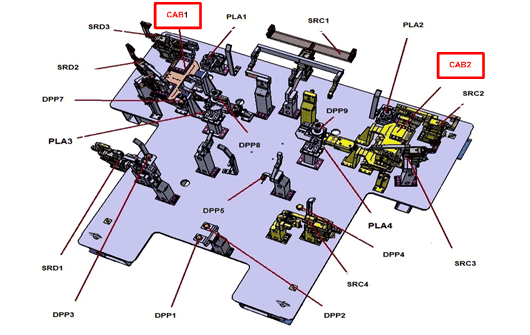 SRD3
CAB1
PLA1
SRC1
PLA2
SRD2
CAB2
SRC2
DPP7
DPP9
PLA3
DPP8
DPP5
PLA4
DPP4
SRC3
SRD1
SRC4
DPP3
DPP1
DPP2